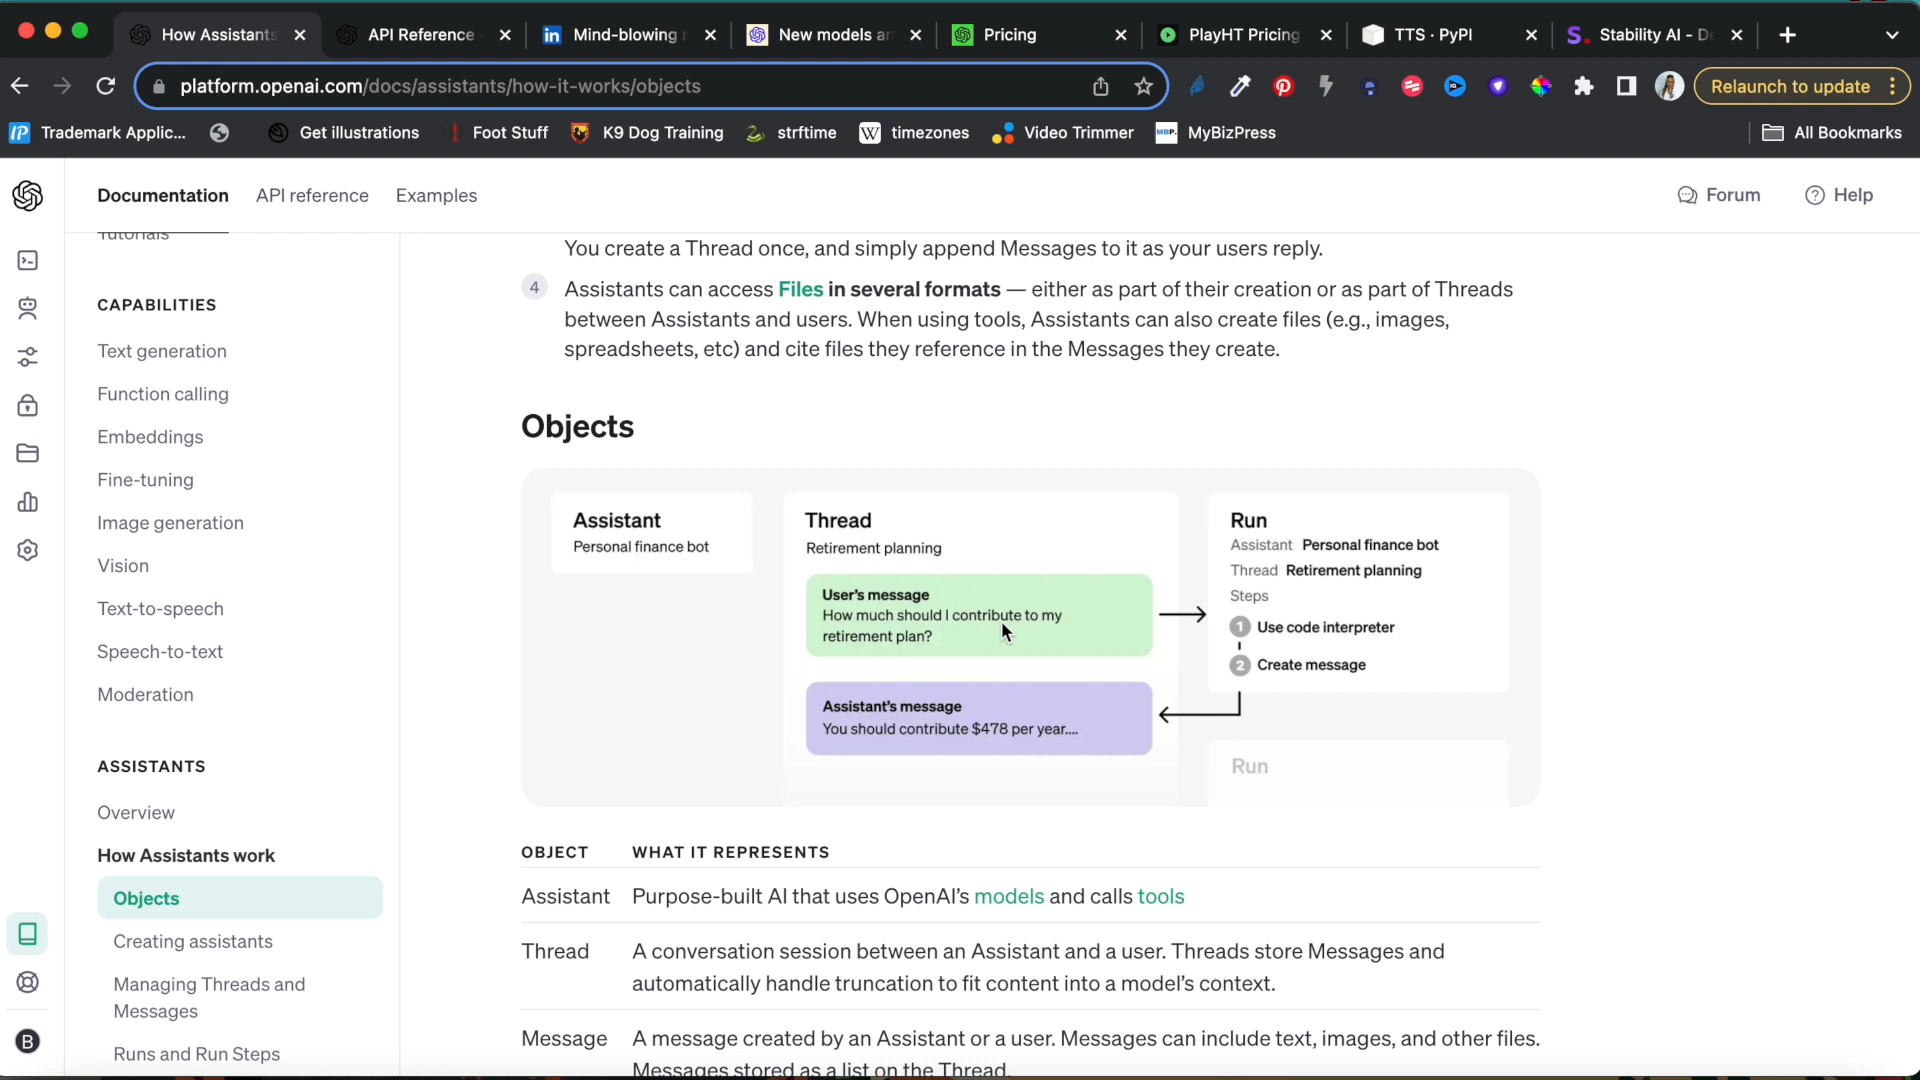 How Assistants
API Reference
Mind-blowing
New models an
Pricing
PlayHT Pricing
TTS · PyPI
Stability AI - De
platform.openai.com/docs/assistants/how-it-works/objects
Relaunch to update
Trademark Applic...
Get illustrations
Foot Stuff
K9 Dog Training
strftime
timezones
Video Trimmer
MyBizPress
All Bookmarks
Documentation
API reference
Examples
Forum
Help
Tutorials
CAPABILITIES
Text generation
Function calling
Embeddings
Fine-tuning
Image generation
Vision
Text-to-speech
Speech-to-text
Moderation
ASSISTANTS
Overview
How Assistants work
Objects
Creating assistants
Managing Threads and
Messages
Runs and Run Steps
B
You create a Thread once, and simply append Messages to it as your users reply.
4 Assistants can access Files in several formats — either as part of their creation or as part of Threads
between Assistants and users. When using tools, Assistants can also create files (e.g., images,
spreadsheets, etc) and cite files they reference in the Messages they create.
Objects
Assistant
Personal finance bot
Thread
Retirement planning
User's message
How much should I contribute to my
retirement plan?
Assistant's message
You should contribute $478 per year....
Run
Assistant Personal finance bot
Thread Retirement planning
Steps
1 Use code interpreter
2 Create message
Run
OBJECT WHAT IT REPRESENTS
Assistant Purpose-built AI that uses OpenAI's models and calls tools
Thread A conversation session between an Assistant and a user. Threads store Messages and
automatically handle truncation to fit content into a model's context.
Message A message created by an Assistant or a user. Messages can include text, images, and other files.
Messages stored as a list on the Thread.